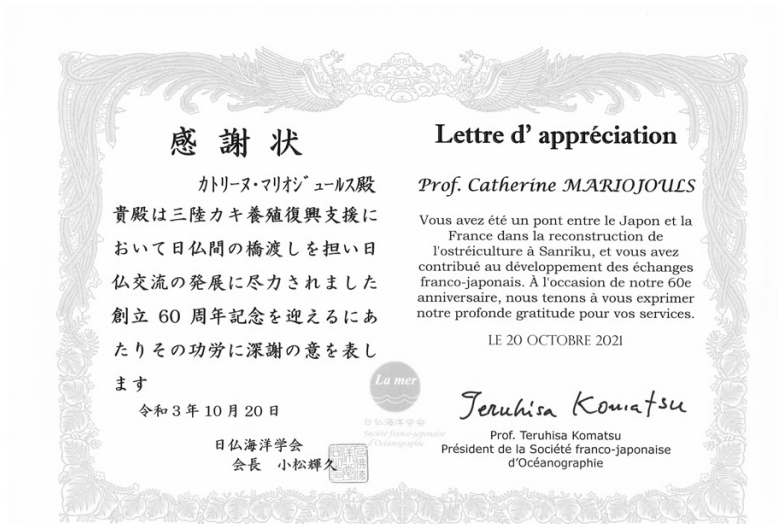 感謝状
カトリーヌ・マリオジュールス殿
貴殿は三陸カキ養殖復興支援に
おいて日仏間の橋渡しを担い日
仏交流の発展に尽力されました
創立 60 周年記念を迎えるにあ
たりその功労に深謝の意を表し
ます
令和3年10月20日
日仏海洋学会
会長 小松輝久
Lettre d' appréciation
Prof. Catherine MARIOJOULS
Vous avez été un pont entre le Japon et la
France dans la reconstruction de
l'ostréiculture à Sanriku, et vous avez
contribué au développement des échanges
franco-japonais. À l'occasion de notre 60e
anniversaire, nous tenons à vous exprimer
notre profonde gratitude pour vos services.
LE 20 OCTOBRE 2021
Teruhisa Komatsu
Prof. Teruhisa Komatsu
Président de la Société franco-japonaise
d'Océanographie
La mer
日仏海洋学会
Société franco-japonaise
d'Océanographie